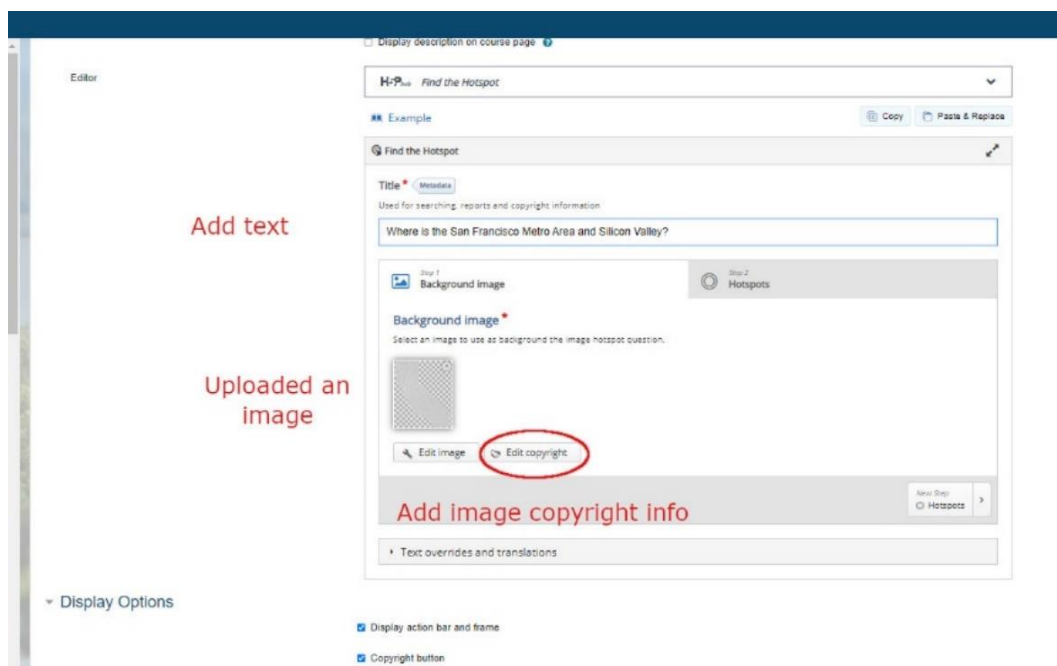 Display description on course page
Editor
H-P Find the Hotspot
Example
Copy
Paste & Replace
Find the Hotspot
Title * Metadata
Used for searching, reports and copyright information
Add text
Where is the San Francisco Metro Area and Silicon Valley?
Step 1
Background image
Step 2
Hotspots
Background image *
Select an image to use as background the image hotspot question.
Uploaded an
image
Edit image
Edit copyright
Next Step
Hotspots
Add image copyright info
Text overrides and translations
Display Options
Display action bar and frame
Copyright button